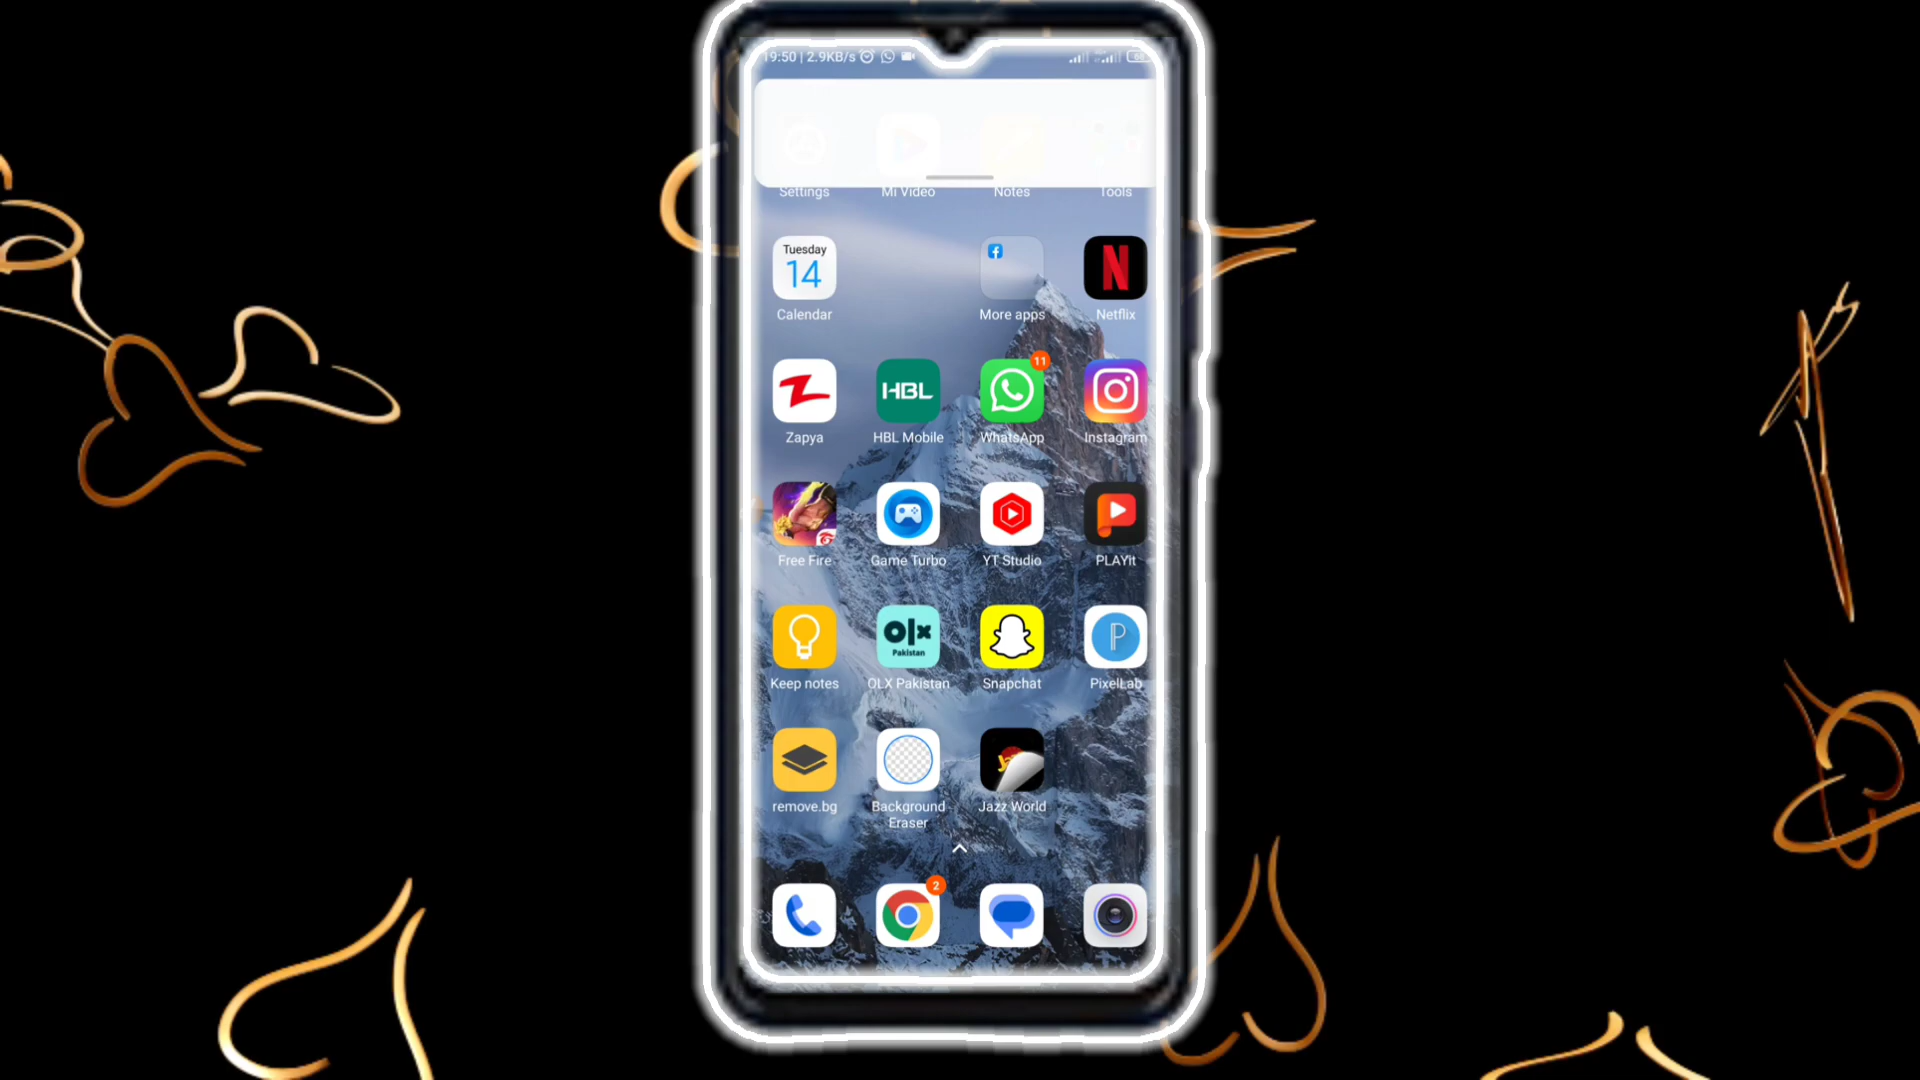 19:50 | 2.9KB/s
Settings Mi Video Notes Tools
Tuesday
14
Calendar More apps Netflix
HBL
11
Zapya HBL Mobile WhatsApp Instagram
Free Fire Game Turbo YT Studio PLAYit
olx
Pakistan
Keep notes OLX Pakistan Snapchat PixelLab
remove.bg Background Eraser Jazz World
2